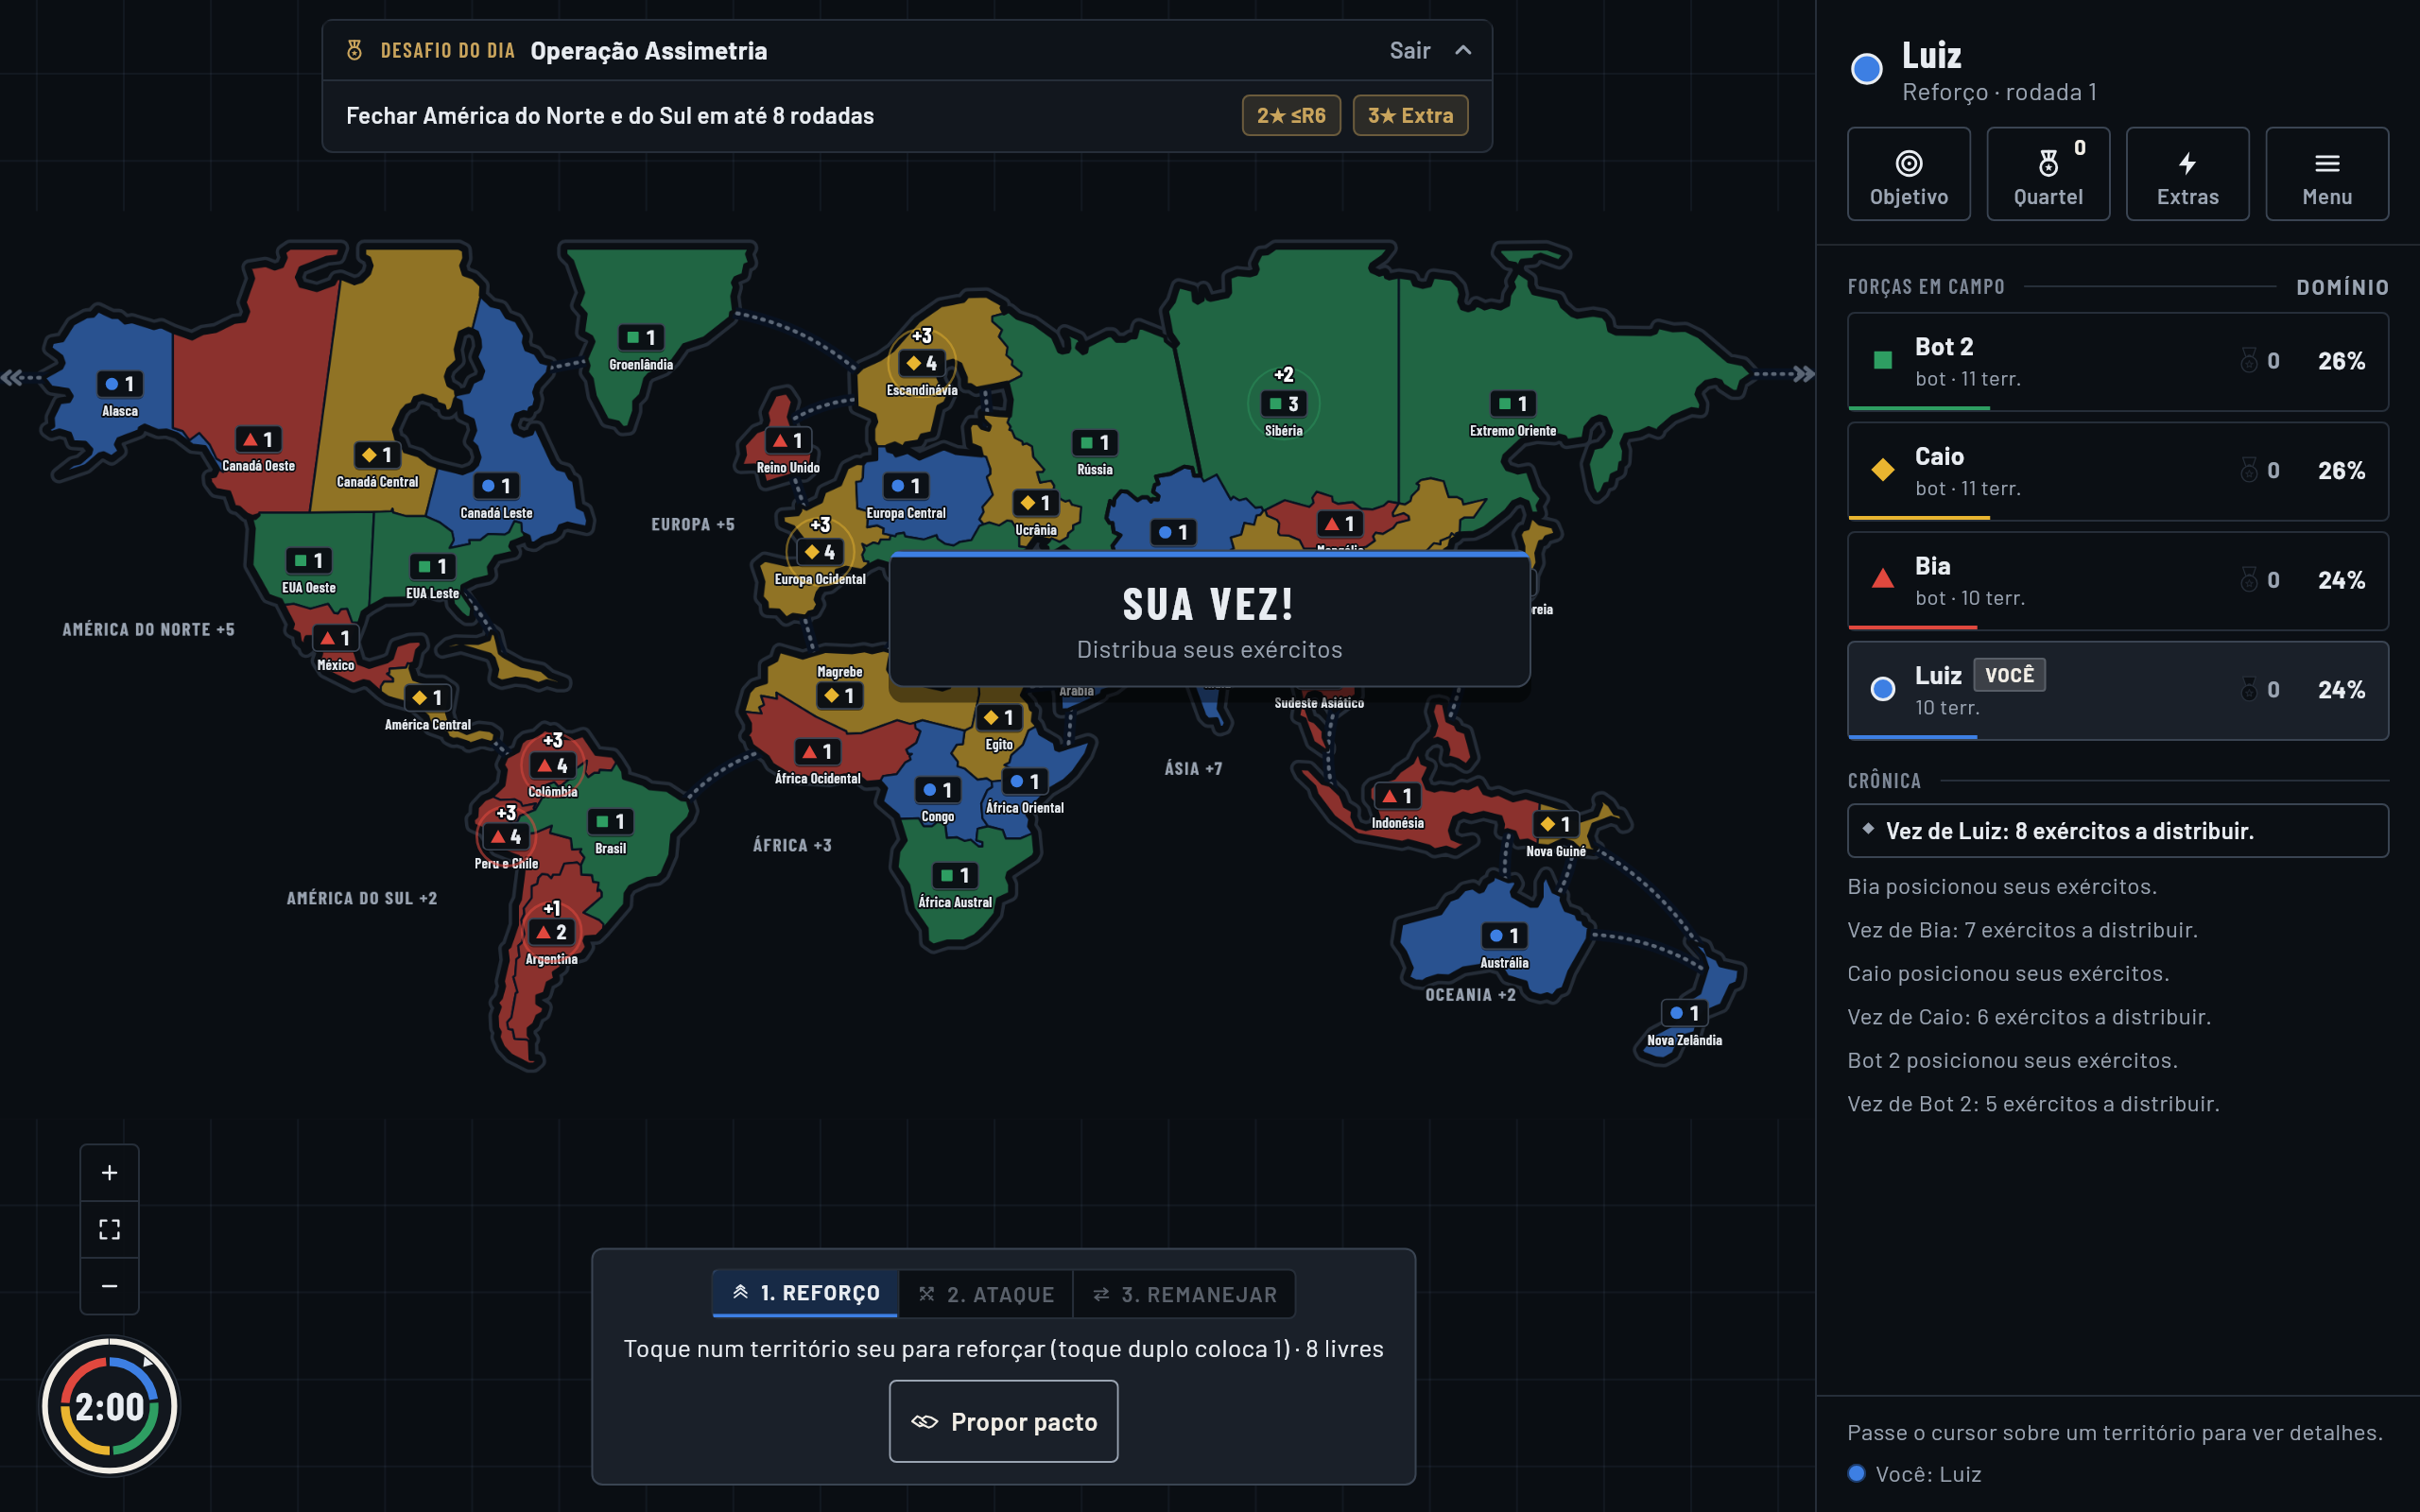 DESAFIO DO DIA Operação Assimetria Sair
Fechar América do Norte e do Sul em até 8 rodadas 2★ ≤R6 3★ Extra
Luiz
Reforço · rodada 1
Objetivo
0
Quartel
Extras
Menu
FORÇAS EM CAMPO DOMÍNIO
Bot 2
bot · 11 terr.
0 26%
Caio
bot · 11 terr.
0 26%
Bia
bot · 10 terr.
0 24%
Luiz VOCÊ
10 terr.
0 24%
CRÔNICA
Vez de Luiz: 8 exércitos a distribuir.
Bia posicionou seus exércitos.
Vez de Bia: 7 exércitos a distribuir.
Caio posicionou seus exércitos.
Vez de Caio: 6 exércitos a distribuir.
Bot 2 posicionou seus exércitos.
Vez de Bot 2: 5 exércitos a distribuir.
Passe o cursor sobre um território para ver detalhes.
Você: Luiz
1
Alasca
1
Canadá Oeste
1
Canadá Central
1
Canadá Leste
1
Groenlândia
1
EUA Oeste
1
EUA Leste
1
México
1
América Central
AMÉRICA DO NORTE +5
+3
4
Colômbia
+3
4
Peru e Chile
1
Brasil
+1
2
Argentina
AMÉRICA DO SUL +2
+3
4
Escandinávia
1
Reino Unido
1
Europa Central
1
Ucrânia
1
Rússia
+3
4
Europa Ocidental
EUROPA +5
+2
3
Sibéria
1
Extremo Oriente
1
1
SUA VEZ!
Distribua seus exércitos
Arábia
Sudeste Asiático
ÁSIA +7
Magrebe
1
1
Egito
1
África Ocidental
1
Congo
1
África Oriental
1
África Austral
ÁFRICA +3
1
Indonésia
1
Nova Guiné
1
Austrália
OCEANIA +2
1
Nova Zelândia
+
−
2:00
1. REFORÇO 2. ATAQUE 3. REMANEJAR
Toque num território seu para reforçar (toque duplo coloca 1) · 8 livres
Propor pacto